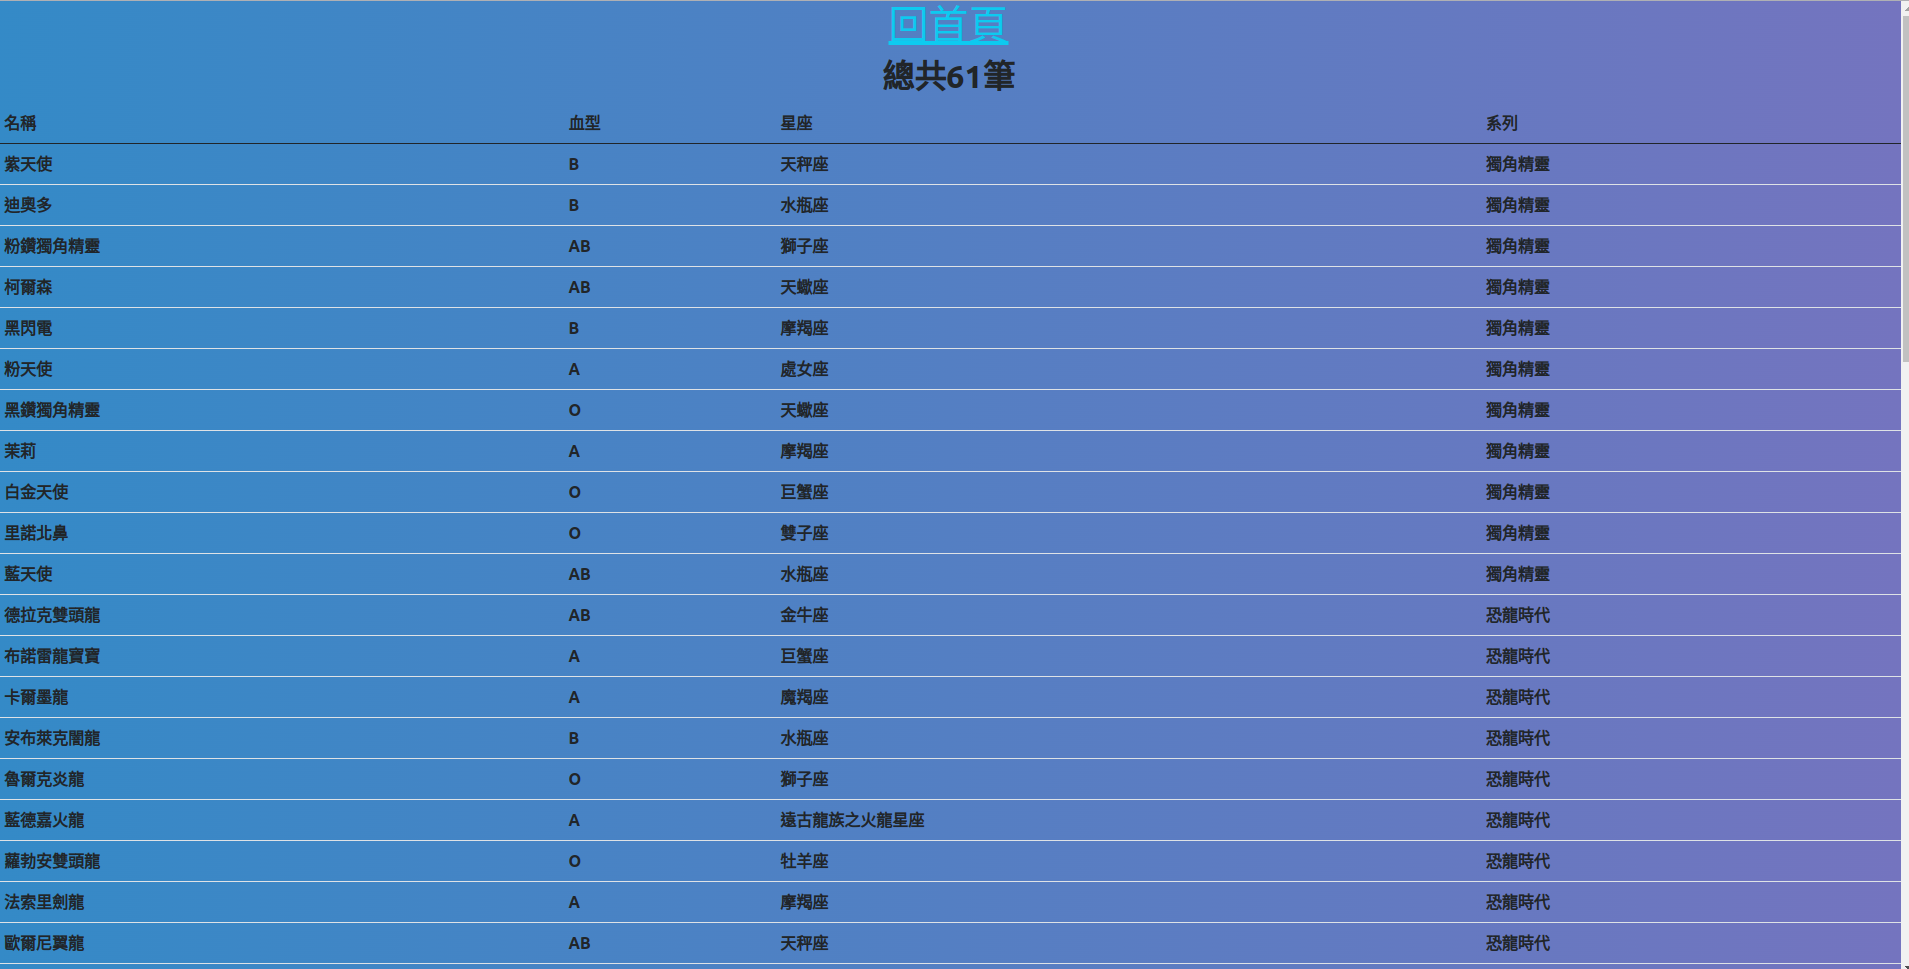 回首頁
總共61筆
名稱 血型 星座 系列
紫天使 B 天秤座 獨角精靈
迪奧多 B 水瓶座 獨角精靈
粉鑽獨角精靈 AB 獅子座 獨角精靈
柯爾森 AB 天蠍座 獨角精靈
黑閃電 B 摩羯座 獨角精靈
粉天使 A 處女座 獨角精靈
黑鑽獨角精靈 O 天蠍座 獨角精靈
茉莉 A 摩羯座 獨角精靈
白金天使 O 巨蟹座 獨角精靈
里諾北鼻 O 雙子座 獨角精靈
藍天使 AB 水瓶座 獨角精靈
德拉克雙頭龍 AB 金牛座 恐龍時代
布諾雷龍寶寶 A 巨蟹座 恐龍時代
卡爾墨龍 A 魔羯座 恐龍時代
安布萊克闇龍 B 水瓶座 恐龍時代
魯爾克炎龍 O 獅子座 恐龍時代
藍德嘉火龍 A 遠古龍族之火龍星座 恐龍時代
蘿勃安雙頭龍 O 牡羊座 恐龍時代
法索里劍龍 A 摩羯座 恐龍時代
歐爾尼翼龍 AB 天秤座 恐龍時代